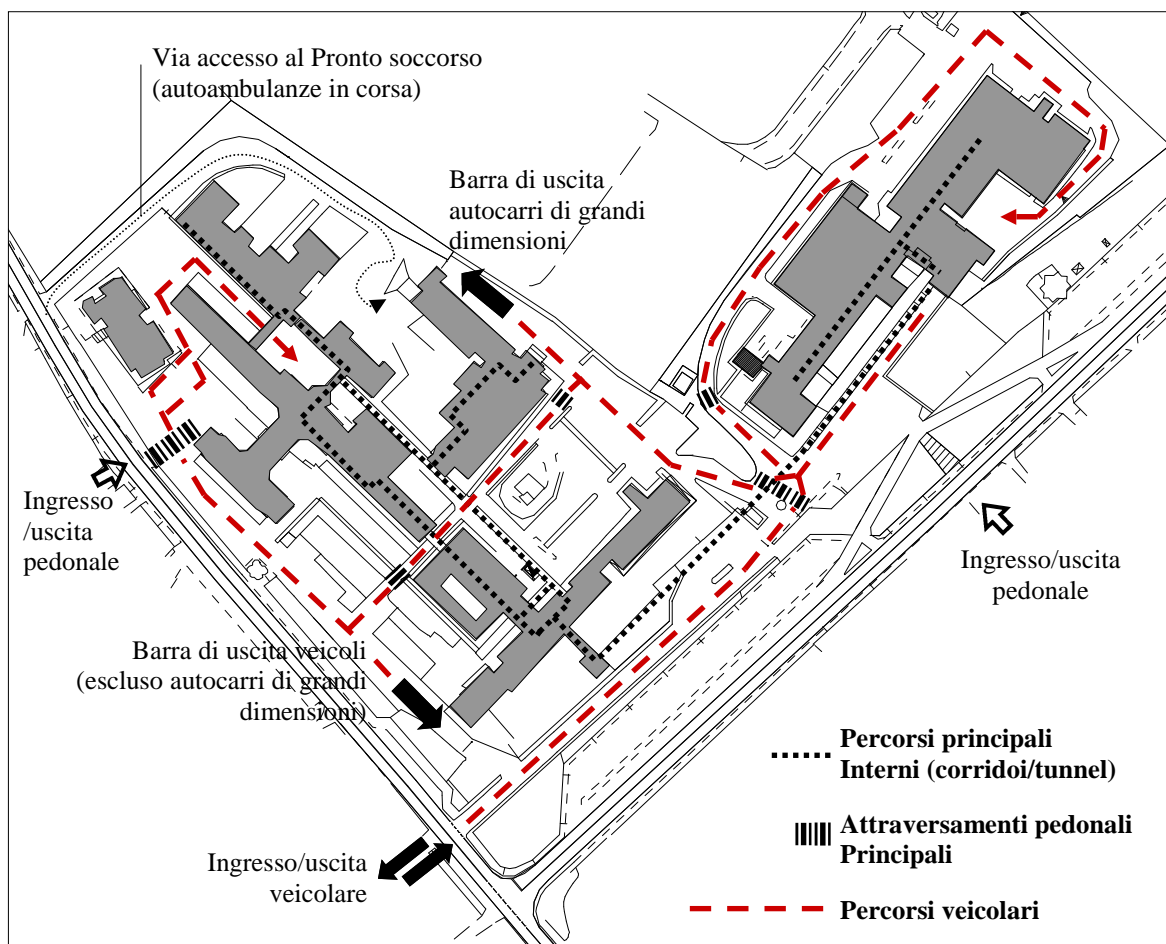 Via accesso al Pronto soccorso
(autoambulanze in corsa)
Barra di uscita
autocarri di grandi
dimensioni
Ingresso
/uscita
pedonale
Ingresso/uscita
pedonale
Barra di uscita veicoli
(escluso autocarri di grandi
dimensioni)
Ingresso/uscita
veicolare
Percorsi principali
Interni (corridoi/tunnel)
Attraversamenti pedonali
Principali
Percorsi veicolari